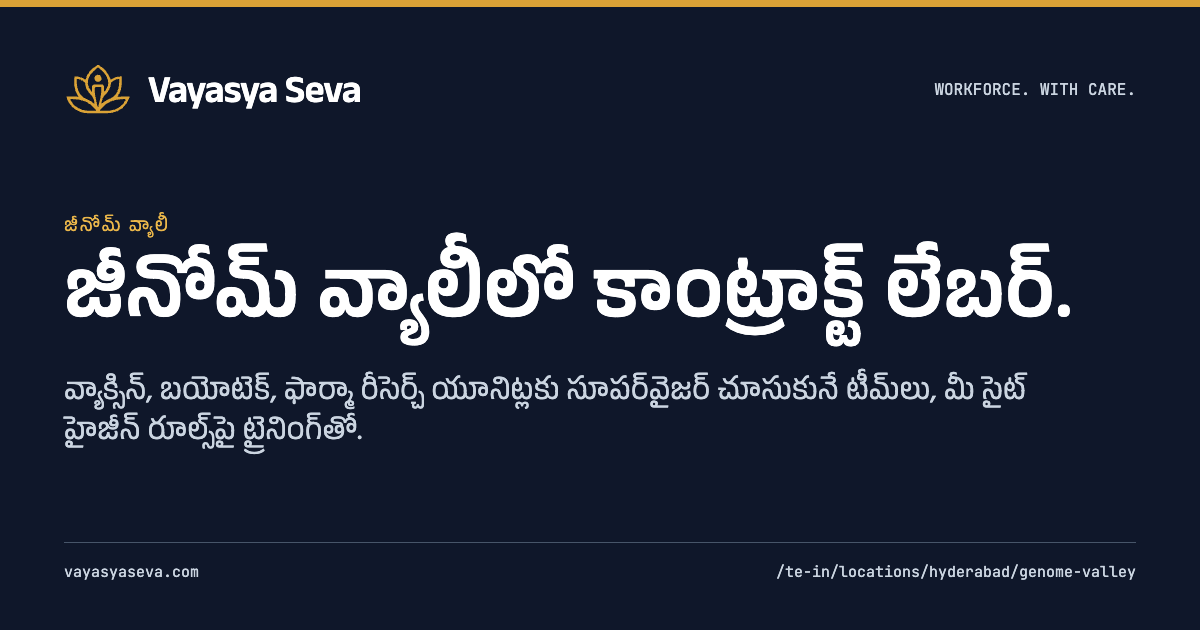 Vayasya Seva
WORKFORCE. WITH CARE.
జీనోమ్ వ్యాలీ
జీనోమ్ వ్యాలీలో కాంట్రాక్ట్ లేబర్.
వ్యాక్సిన్, బయోటెక్, ఫార్మా రీసెర్చ్ యూనిట్లకు సూపర్‌వైజర్ చూసుకునే టీమ్‌లు, మీ సైట్
హైజీన్ రూల్స్‌పై ట్రైనింగ్‌తో.
vayasyaseva.com
/te-in/locations/hyderabad/genome-valley